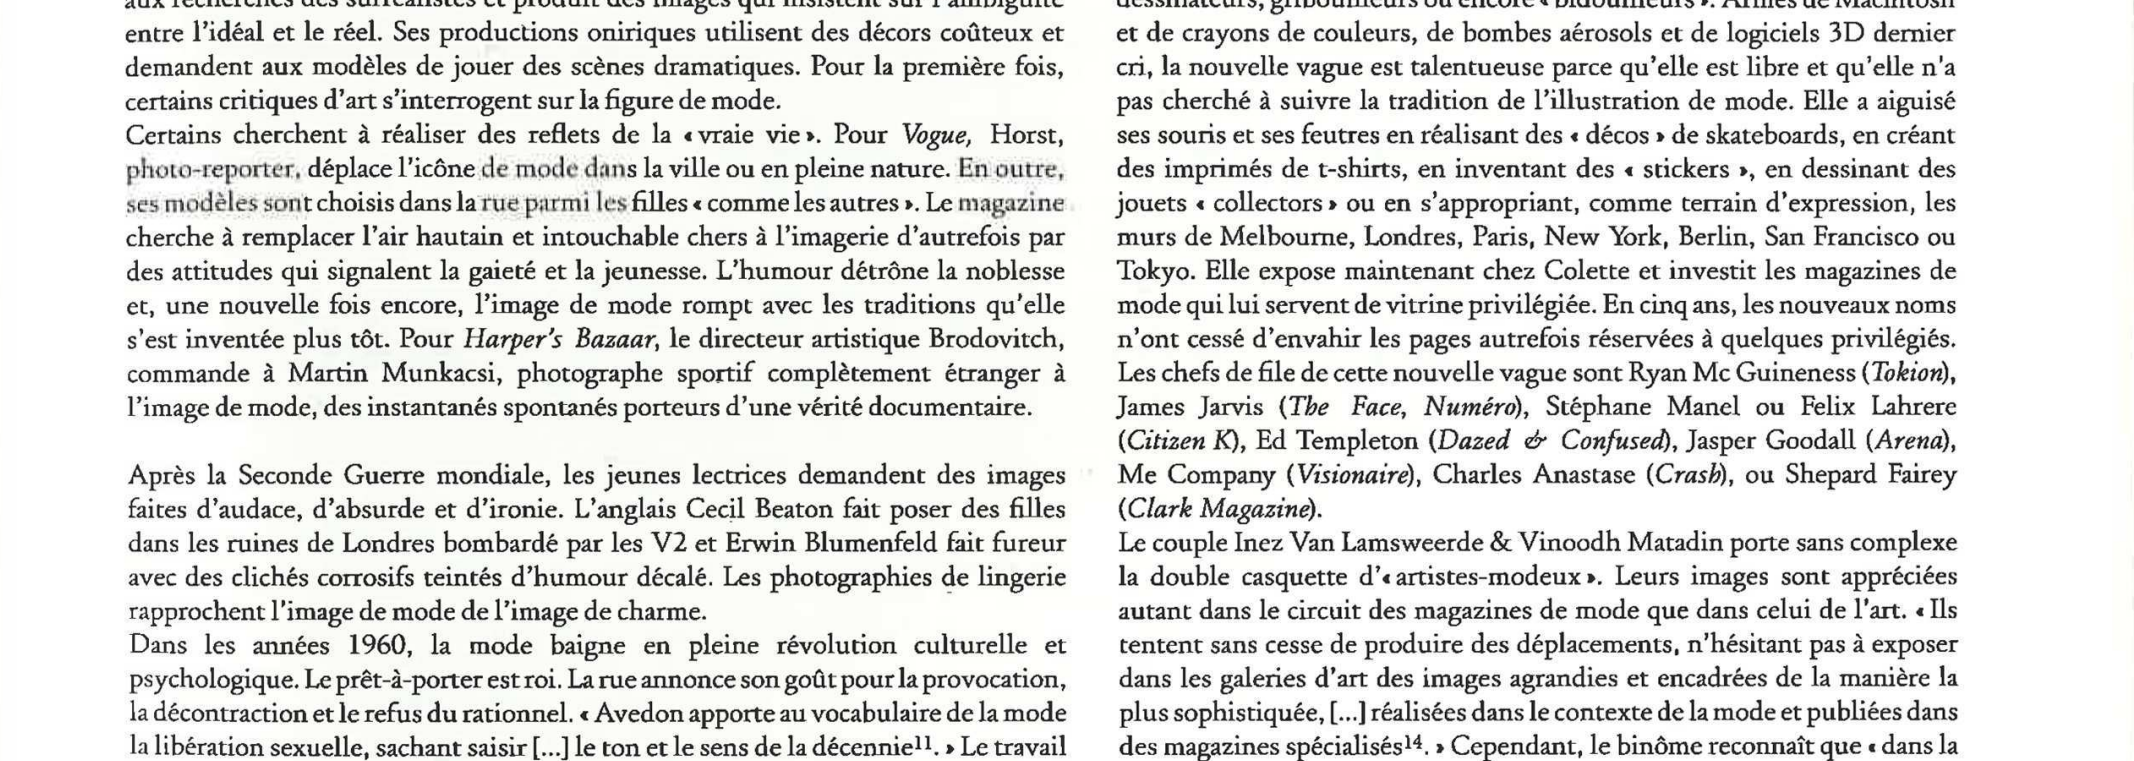 aux recherches des surréalistes et produit des images qui insistent sur l'ambiguïté
entre l'idéal et le réel. Ses productions oniriques utilisent des décors coûteux et
demandent aux modèles de jouer des scènes dramatiques. Pour la première fois,
certains critiques d'art s'interrogent sur la figure de mode.
Certains cherchent à réaliser des reflets de la « vraie vie ». Pour Vogue, Horst,
photo-reporter, déplace l'icône de mode dans la ville ou en pleine nature. En outre,
ses modèles sont choisis dans la rue parmi les filles « comme les autres ». Le magazine
cherche à remplacer l'air hautain et intouchable chers à l'imagerie d'autrefois par
des attitudes qui signalent la gaieté et la jeunesse. L'humour détrône la noblesse
et, une nouvelle fois encore, l'image de mode rompt avec les traditions qu'elle
s'est inventée plus tôt. Pour Harper's Bazaar, le directeur artistique Brodovitch,
commande à Martin Munkacsi, photographe sportif complètement étranger à
l'image de mode, des instantanés spontanés porteurs d'une vérité documentaire.
Après la Seconde Guerre mondiale, les jeunes lectrices demandent des images
faites d'audace, d'absurde et d'ironie. L'anglais Cecil Beaton fait poser des filles
dans les ruines de Londres bombardé par les V2 et Erwin Blumenfeld fait fureur
avec des clichés corrosifs teintés d'humour décalé. Les photographies de lingerie
rapprochent l'image de mode de l'image de charme.
Dans les années 1960, la mode baigne en pleine révolution culturelle et
psychologique. Le prêt-à-porter est roi. La rue annonce son goût pour la provocation,
la décontraction et le refus du rationnel. « Avedon apporte au vocabulaire de la mode
la libération sexuelle, sachant saisir [...] le ton et le sens de la décennie¹¹. » Le travail
dessinateurs, gribouilleurs ou encore « bidouilleurs ». Armés de Macintosh
et de crayons de couleurs, de bombes aérosols et de logiciels 3D dernier
cri, la nouvelle vague est talentueuse parce qu'elle est libre et qu'elle n'a
pas cherché à suivre la tradition de l'illustration de mode. Elle a aiguisé
ses souris et ses feutres en réalisant des « décos » de skateboards, en créant
des imprimés de t-shirts, en inventant des « stickers », en dessinant des
jouets « collectors » ou en s'appropriant, comme terrain d'expression, les
murs de Melbourne, Londres, Paris, New York, Berlin, San Francisco ou
Tokyo. Elle expose maintenant chez Colette et investit les magazines de
mode qui lui servent de vitrine privilégiée. En cinq ans, les nouveaux noms
n'ont cessé d'envahir les pages autrefois réservées à quelques privilégiés.
Les chefs de file de cette nouvelle vague sont Ryan Mc Guineness (Tokion),
James Jarvis (The Face, Numéro), Stéphane Manel ou Felix Lahrere
(Citizen K), Ed Templeton (Dazed & Confused), Jasper Goodall (Arena),
Me Company (Visionaire), Charles Anastase (Crash), ou Shepard Fairey
(Clark Magazine).
Le couple Inez Van Lamsweerde & Vinoodh Matadin porte sans complexe
la double casquette d'« artistes-modeux ». Leurs images sont appréciées
autant dans le circuit des magazines de mode que dans celui de l'art. « Ils
tentent sans cesse de produire des déplacements, n'hésitant pas à exposer
dans les galeries d'art des images agrandies et encadrées de la manière la
plus sophistiquée, [...] réalisées dans le contexte de la mode et publiées dans
des magazines spécialisés¹⁴. » Cependant, le binôme reconnaît que « dans la